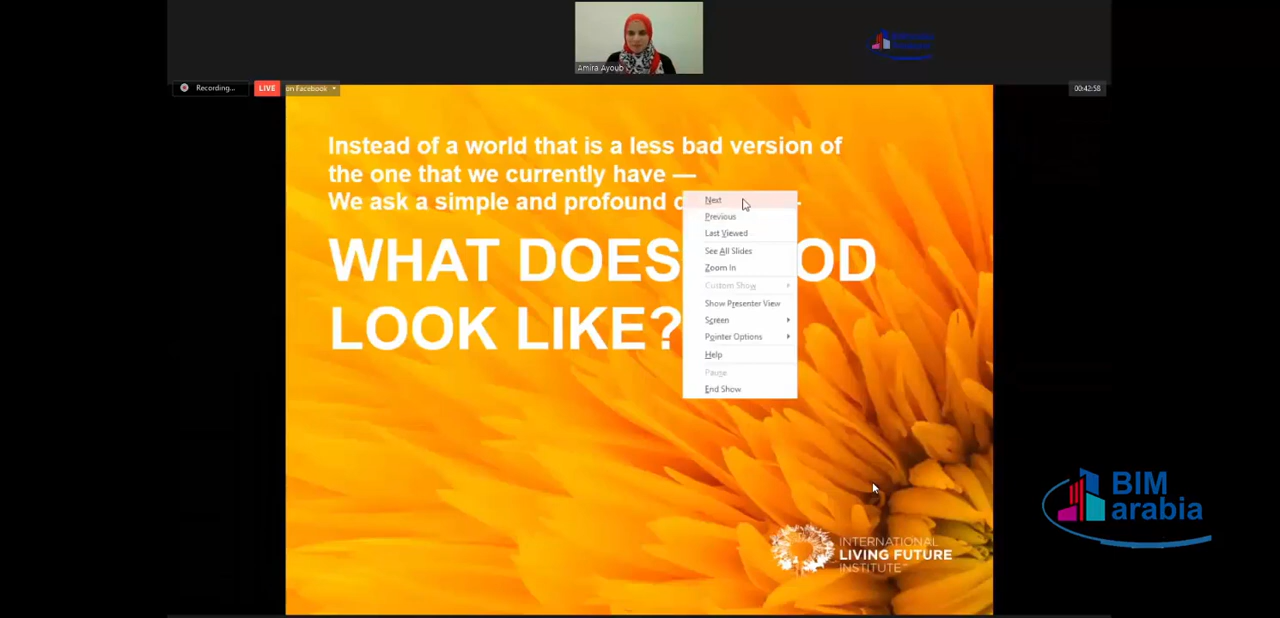 Amira Ayoub
BIM
arabia
Recording...
LIVE
on Facebook
00:42:58
Instead of a world that is a less bad version of
the one that we currently have —
We ask a simple and profound
WHAT DOES OD
LOOK LIKE?
Next
Previous
Last Viewed
See All Slides
Zoom In
Custom Show
Show Presenter View
Screen
Pointer Options
Help
Pause
End Show
BIM
arabia
INTERNATIONAL
LIVING FUTURE
INSTITUTE